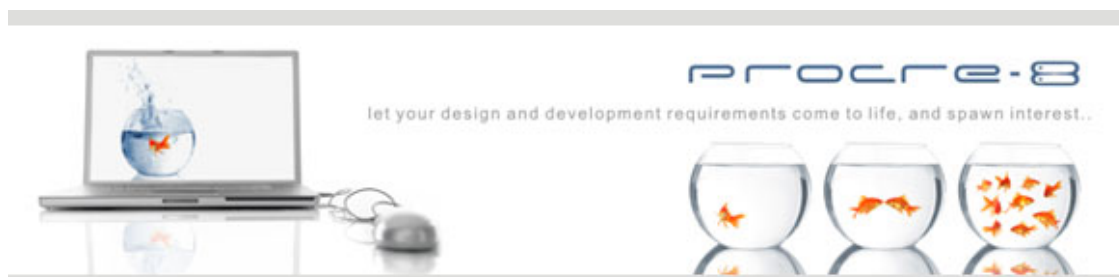 procre-8
let your design and development requirements come to life, and spawn interest..